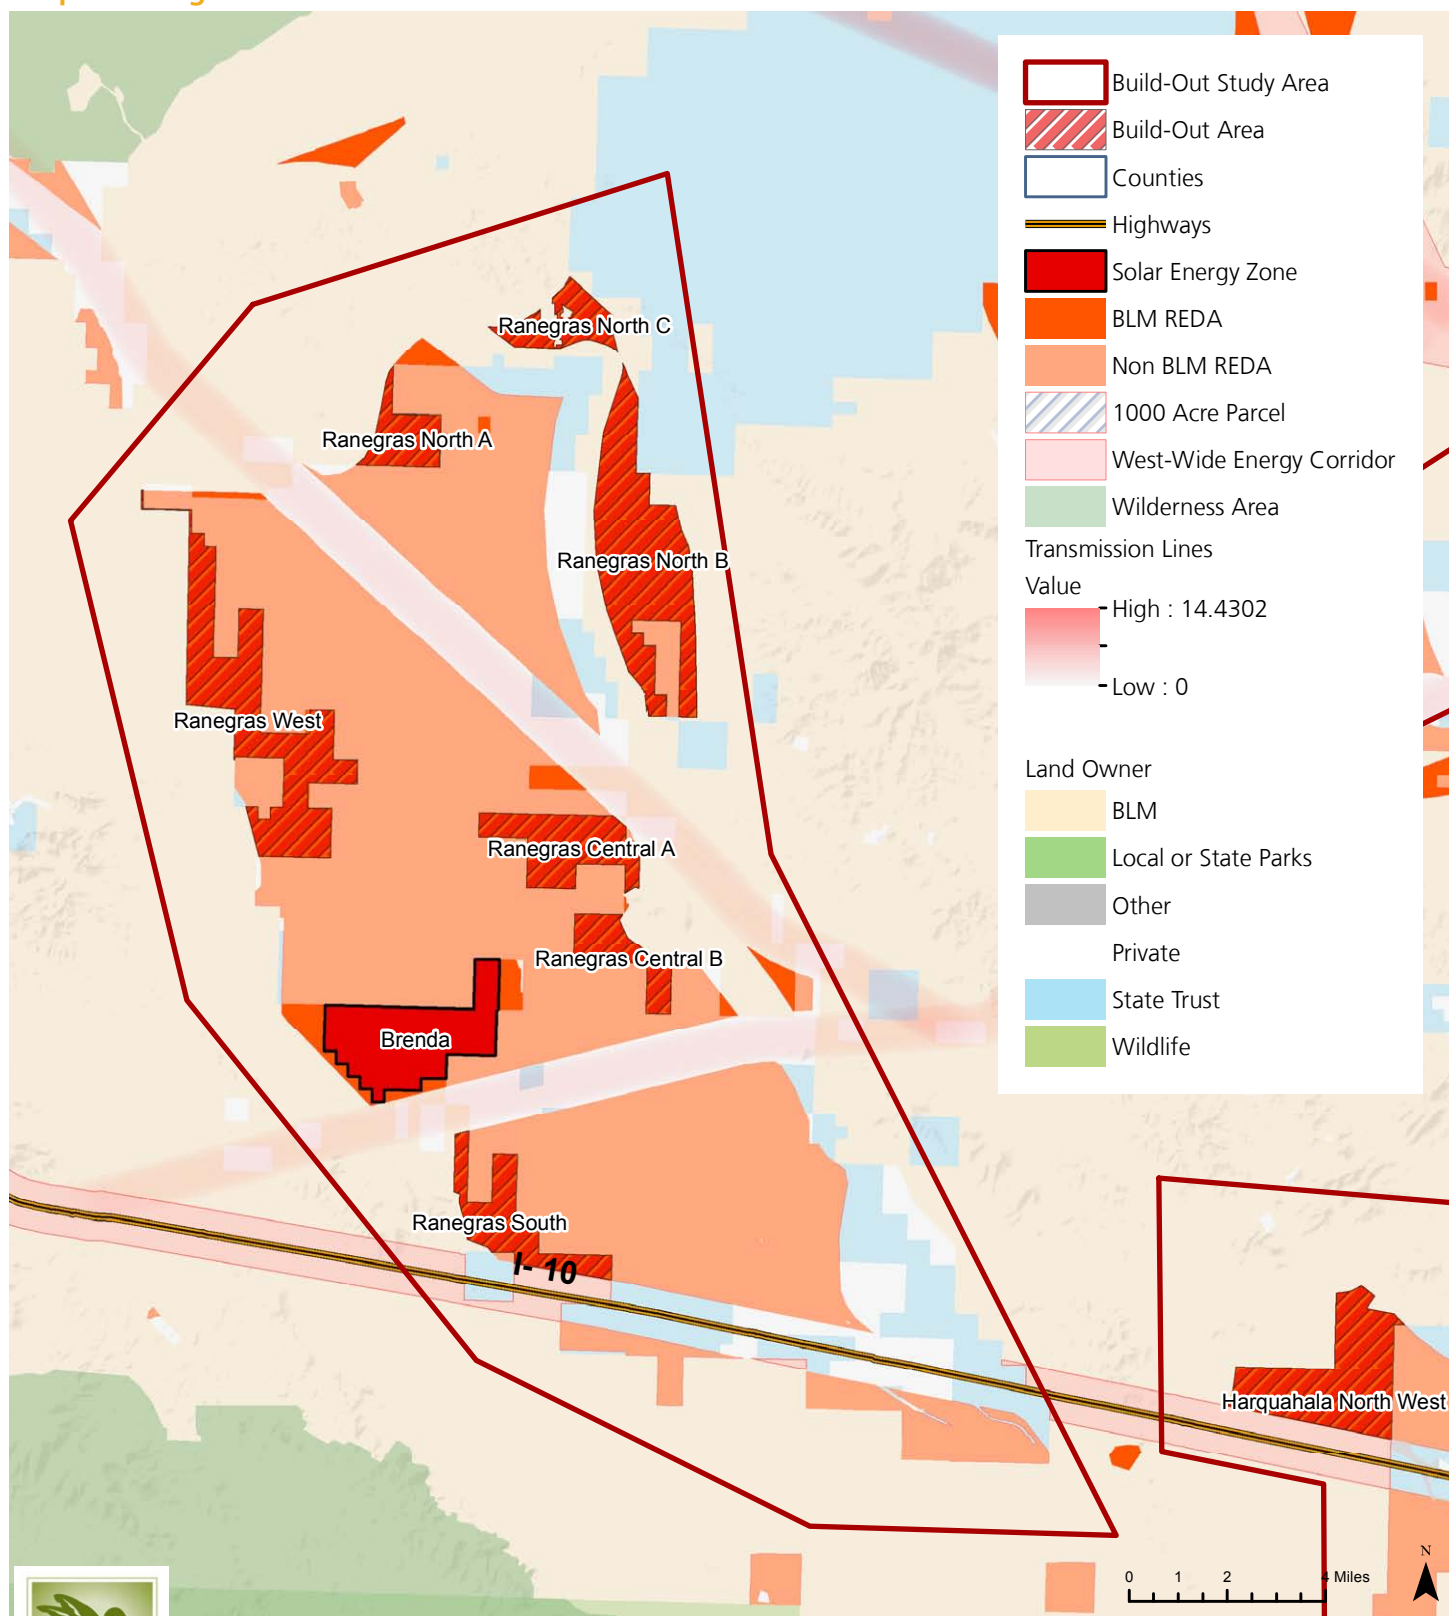 Build-Out Study Area
Build-Out Area
Counties
Highways
Solar Energy Zone
BLM REDA
Non BLM REDA
1000 Acre Parcel
West-Wide Energy Corridor
Wilderness Area
Transmission Lines
Value
High : 14.4302
Low : 0
Land Owner
BLM
Local or State Parks
Other
Private
State Trust
Wildlife
Ranegras North C
Ranegras North A
Ranegras North B
Ranegras West
Ranegras Central A
Ranegras Central B
Brenda
Ranegras South
I- 10
Harquahala North West
N
0 1 2 4 Miles